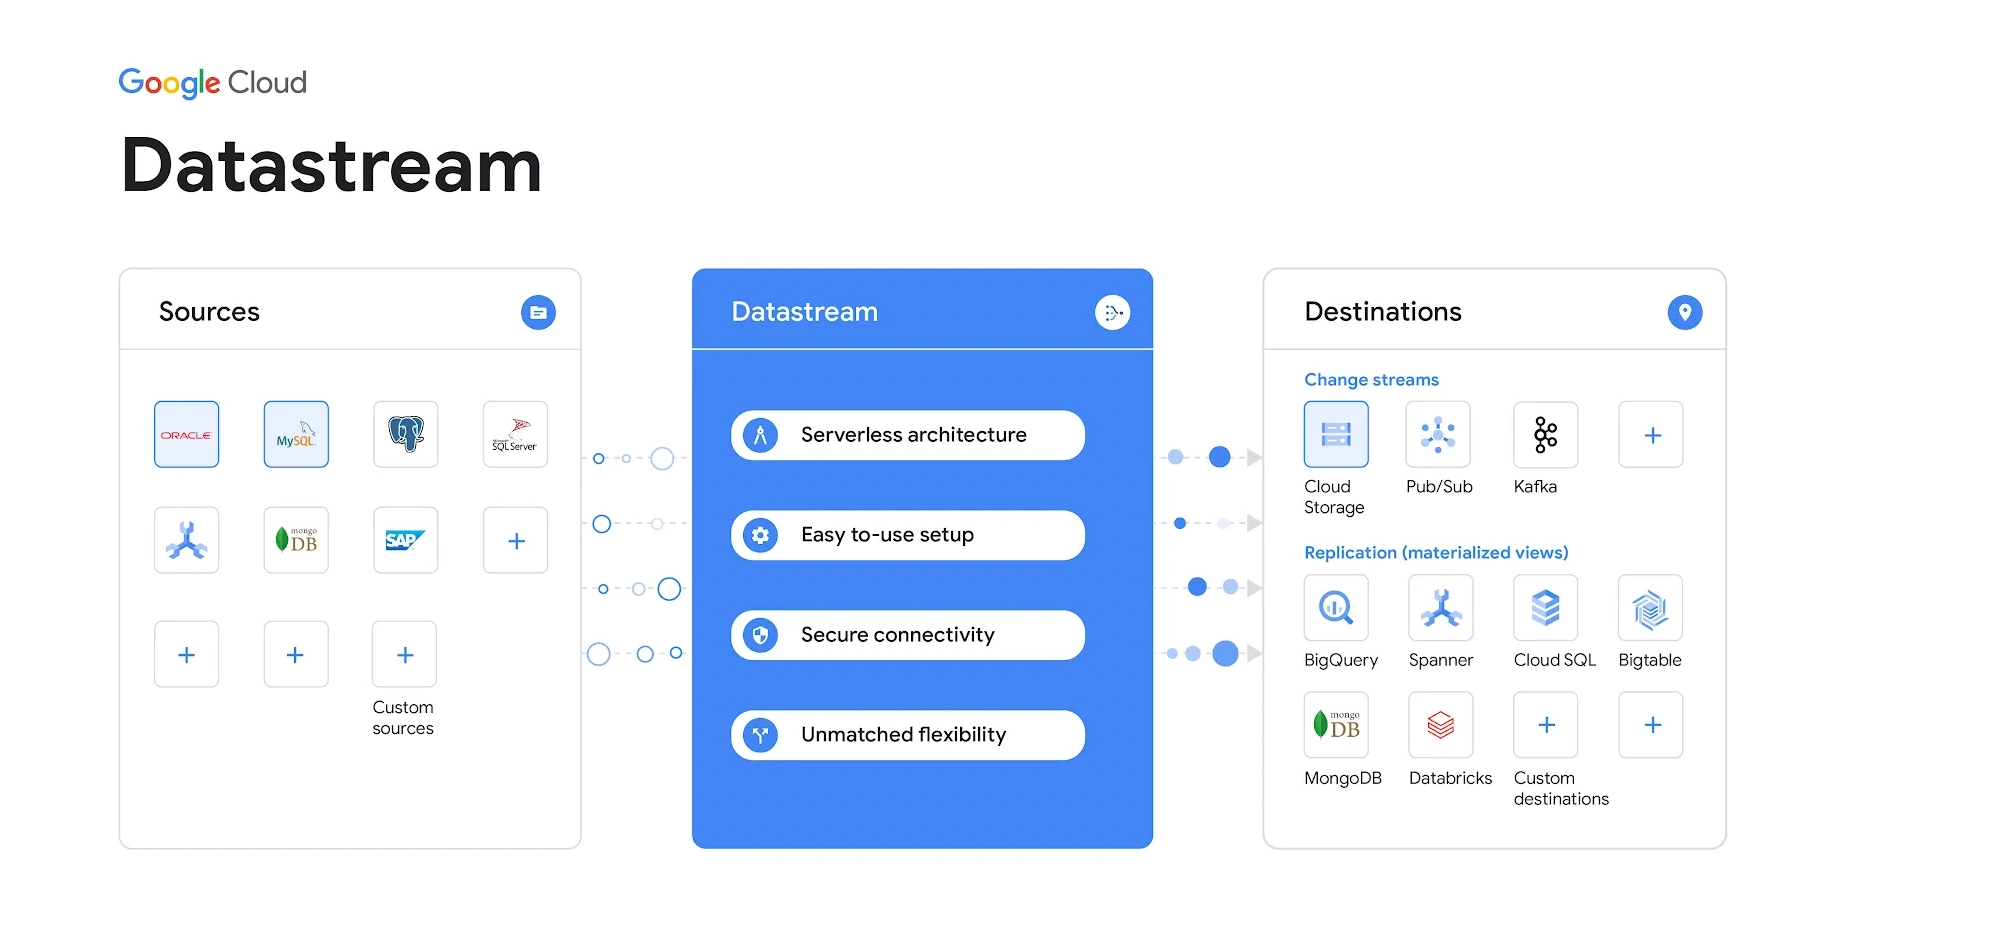 Google Cloud
Datastream
Sources
ORACLE
MySQL
Microsoft
SQL Server
mongo
DB
SAP
+
+
+
+
Custom
sources
Datastream
Serverless architecture
Easy to-use setup
Secure connectivity
Unmatched flexibility
Destinations
Change streams
+
Cloud
Storage
Pub/Sub
Kafka
Replication (materialized views)
BigQuery
Spanner
Cloud SQL
Bigtable
mongo
DB
+
+
MongoDB
Databricks
Custom
destinations